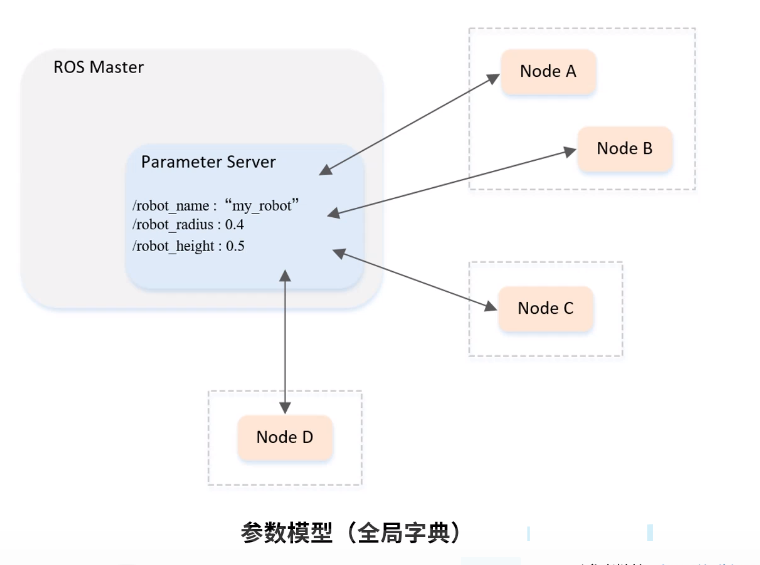 ROS Master
Parameter Server
/robot_name : “my_robot”
/robot_radius : 0.4
/robot_height : 0.5
Node A
Node B
Node C
Node D
参数模型（全局字典）